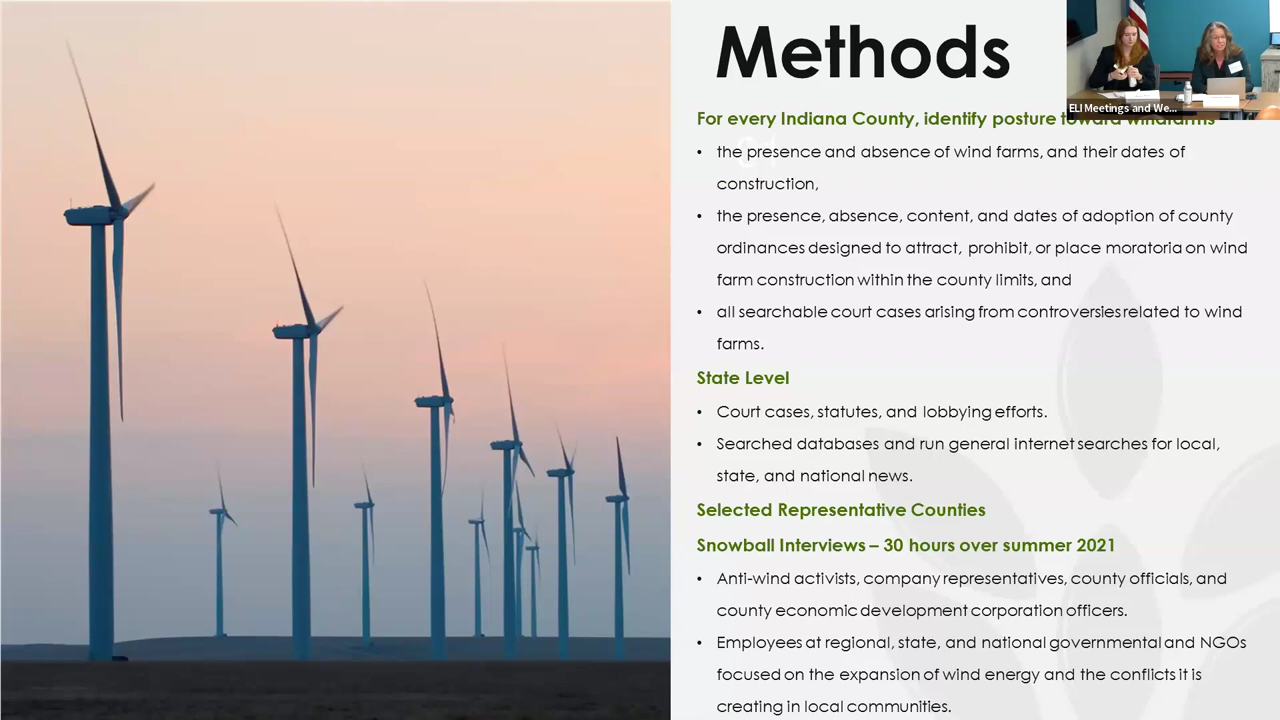 Methods
ELI Meetings and We...
For every Indiana County, identify posture toward windfarms
• the presence and absence of wind farms, and their dates of
construction,
• the presence, absence, content, and dates of adoption of county
ordinances designed to attract, prohibit, or place moratoria on wind
farm construction within the county limits, and
• all searchable court cases arising from controversies related to wind
farms.
State Level
• Court cases, statutes, and lobbying efforts.
• Searched databases and run general internet searches for local,
state, and national news.
Selected Representative Counties
Snowball Interviews – 30 hours over summer 2021
• Anti-wind activists, company representatives, county officials, and
county economic development corporation officers.
• Employees at regional, state, and national governmental and NGOs
focused on the expansion of wind energy and the conflicts it is
creating in local communities.